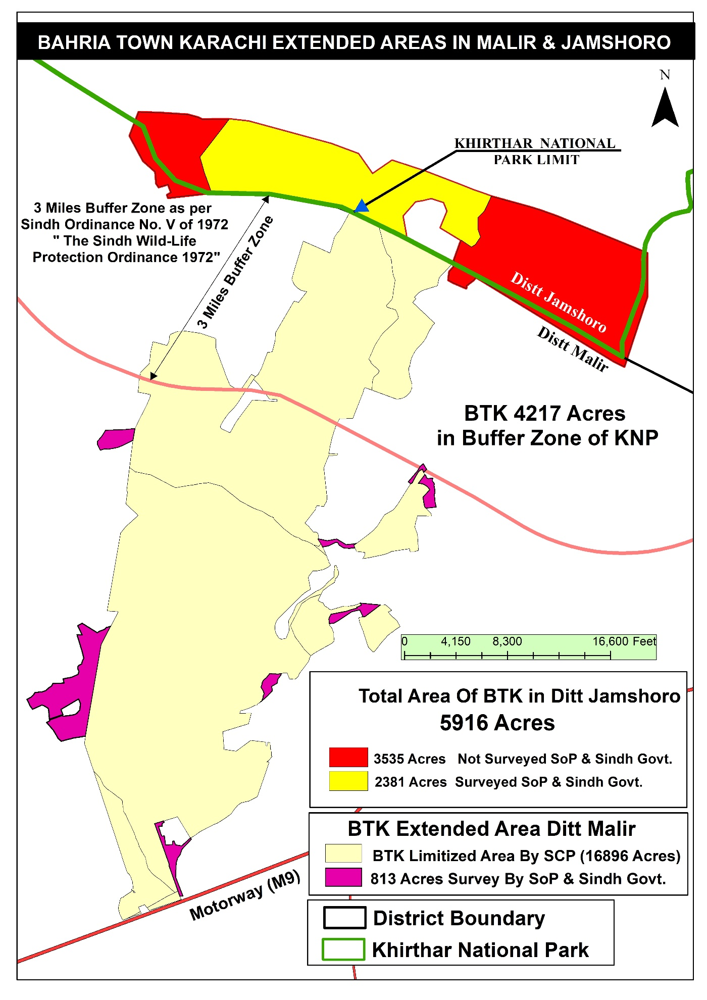 BAHRIA TOWN KARACHI EXTENDED AREAS IN MALIR & JAMSHORO
N
KHIRTHAR NATIONAL
PARK LIMIT
3 Miles Buffer Zone as per
Sindh Ordinance No. V of 1972
" The Sindh Wild-Life
Protection Ordinance 1972"
3 Miles Buffer Zone
Distt Jamshoro
Distt Malir
BTK 4217 Acres
in Buffer Zone of KNP
0 4,150 8,300 16,600 Feet
Total Area Of BTK in Ditt Jamshoro
5916 Acres
3535 Acres Not Surveyed SoP & Sindh Govt.
2381 Acres Surveyed SoP & Sindh Govt.
BTK Extended Area Ditt Malir
BTK Limitized Area By SCP (16896 Acres)
813 Acres Survey By SoP & Sindh Govt.
Motorway (M9)
District Boundary
Khirthar National Park